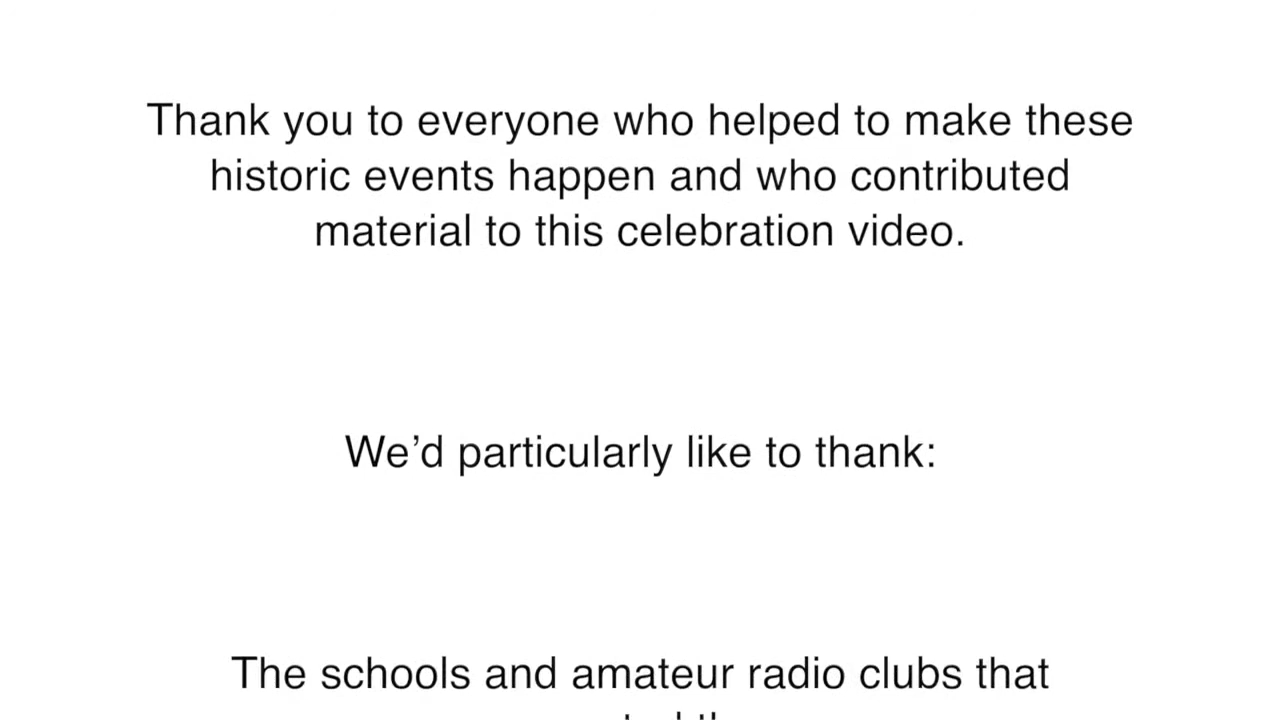 Thank you to everyone who helped to make these
historic events happen and who contributed
material to this celebration video.
We’d particularly like to thank:
The schools and amateur radio clubs that